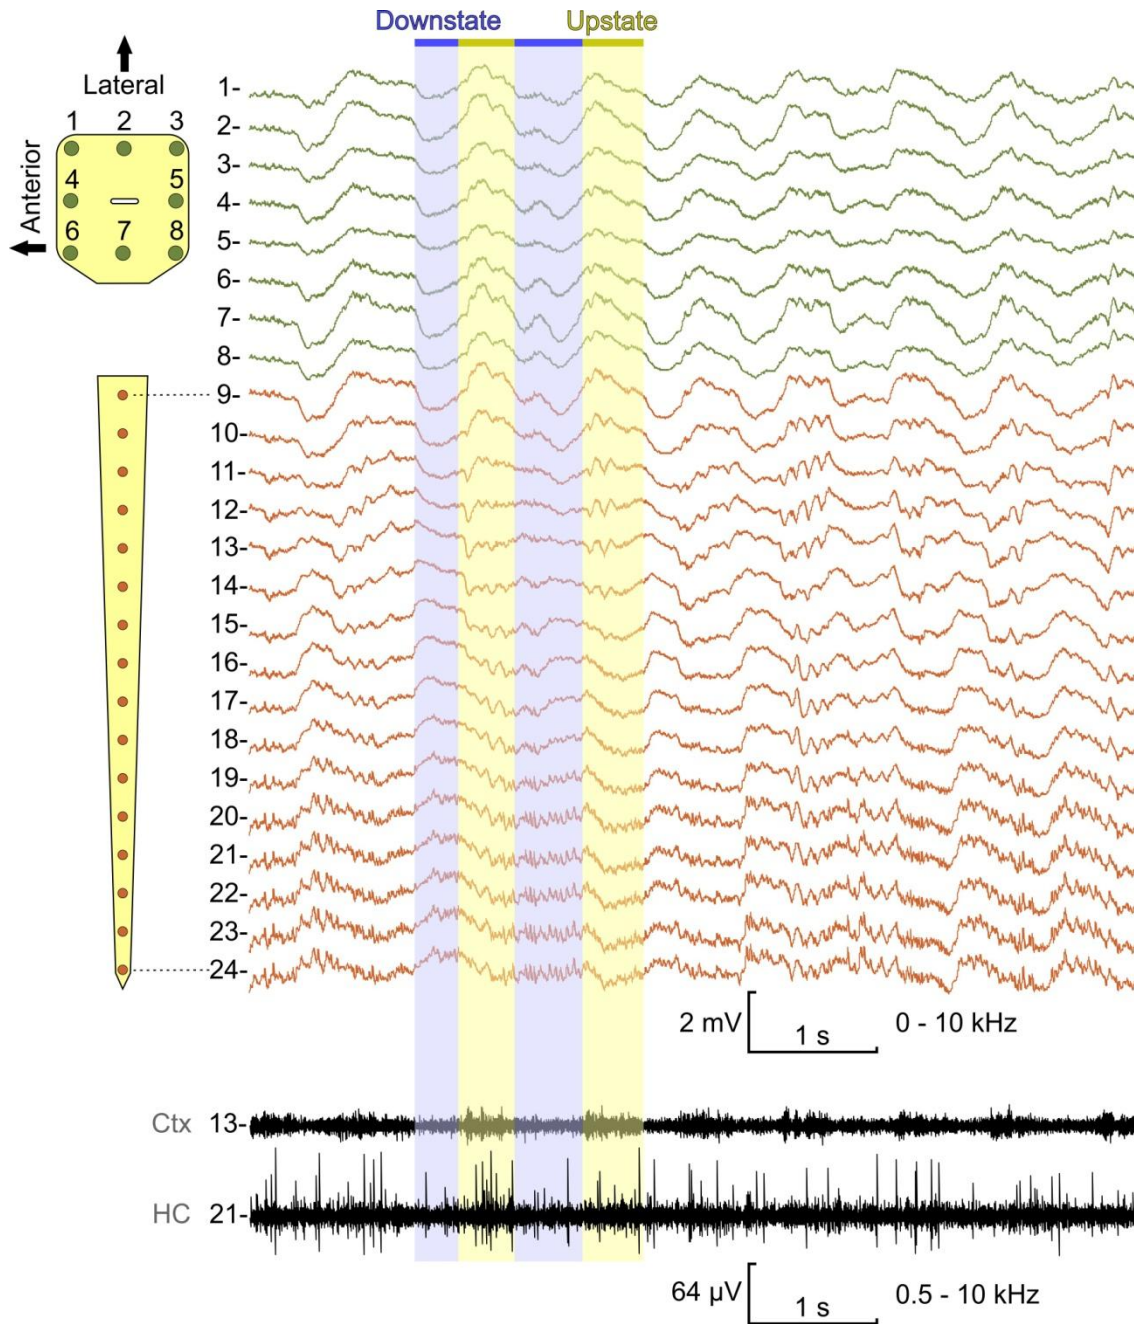 Downstate Upstate
Lateral
1 2 3
4 5
6 7 8
Anterior
1-
2-
3-
4-
5-
6-
7-
8-
9-
10-
11-
12-
13-
14-
15-
16-
17-
18-
19-
20-
21-
22-
23-
24-
2 mV 1 s 0 - 10 kHz
Ctx 13-
HC 21-
64 µV 1 s 0.5 - 10 kHz